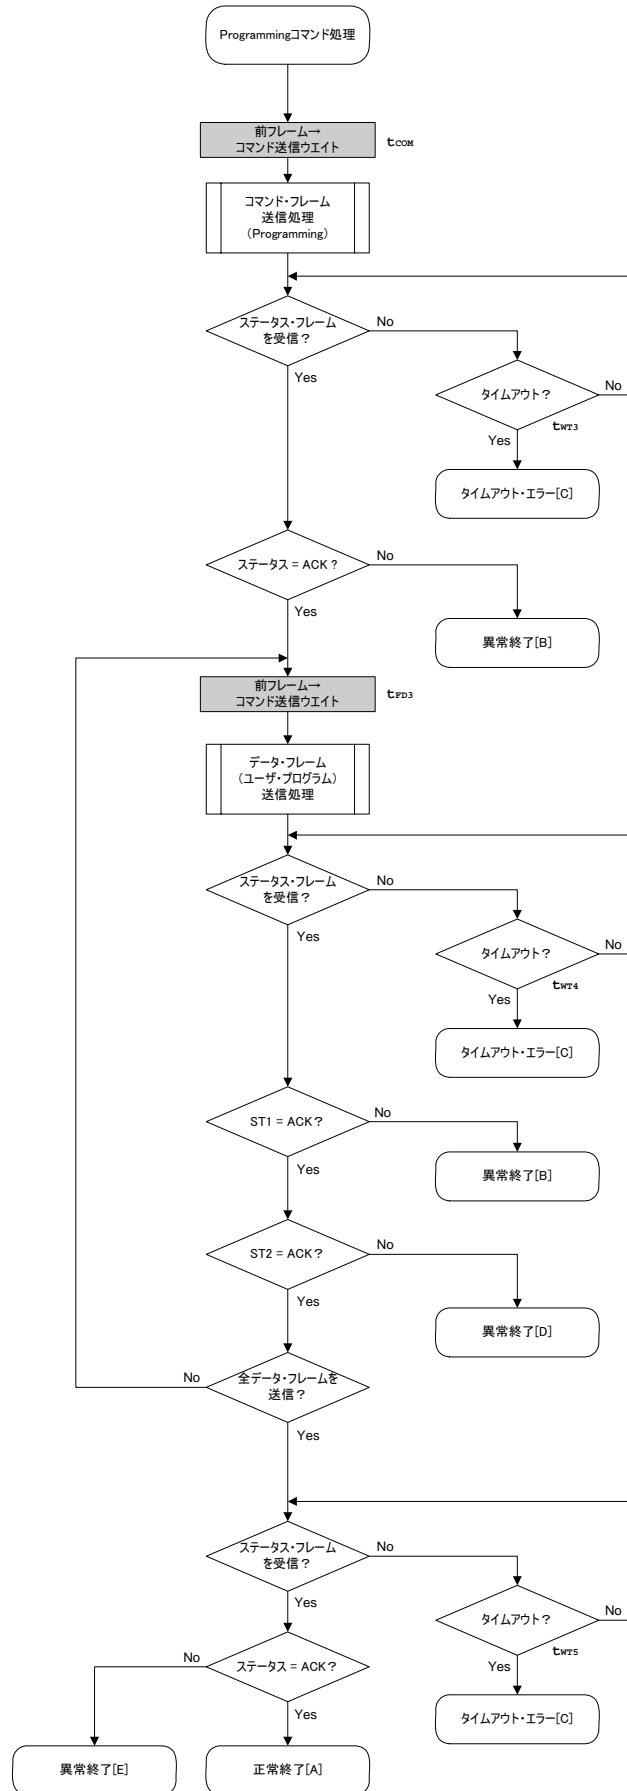 Programmingコマンド処理
前フレーム→
コマンド送信ウエイト
tCOM
コマンド・フレーム
送信処理
（Programming）
ステータス・フレーム
を受信？
No
Yes
タイムアウト？
No
tWT3
Yes
タイムアウト・エラー[C]
ステータス = ACK？
No
Yes
異常終了[B]
前フレーム→
コマンド送信ウエイト
tFD3
データ・フレーム
（ユーザ・プログラム）
送信処理
ステータス・フレーム
を受信？
No
Yes
タイムアウト？
No
tWT4
Yes
タイムアウト・エラー[C]
ST1 = ACK？
No
Yes
異常終了[B]
ST2 = ACK？
No
Yes
異常終了[D]
全データ・フレームを
送信？
No
Yes
ステータス・フレーム
を受信？
No
Yes
タイムアウト？
No
tWT5
Yes
タイムアウト・エラー[C]
ステータス = ACK？
No
Yes
異常終了[E]
正常終了[A]